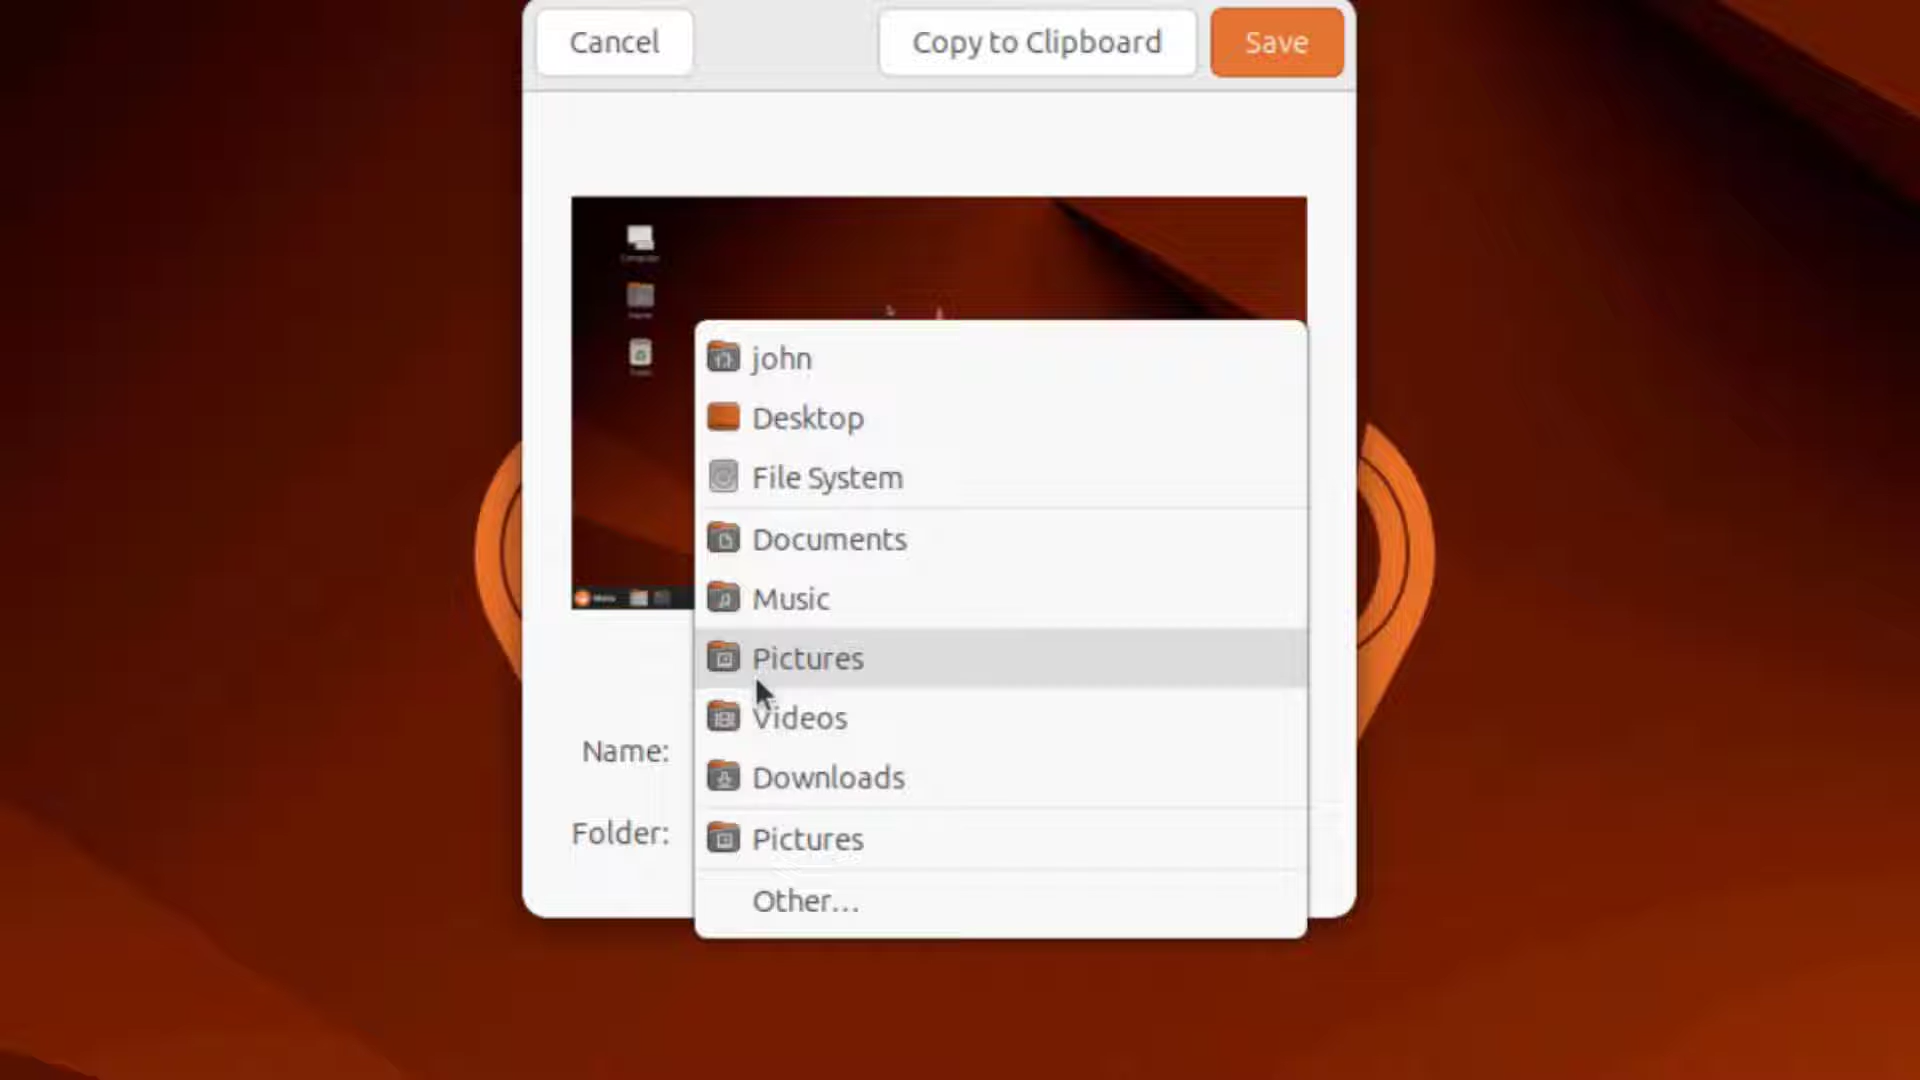 Cancel
Copy to Clipboard
Save
john
Desktop
File System
Documents
Music
Pictures
Videos
Name:
Downloads
Folder:
Pictures
Other...